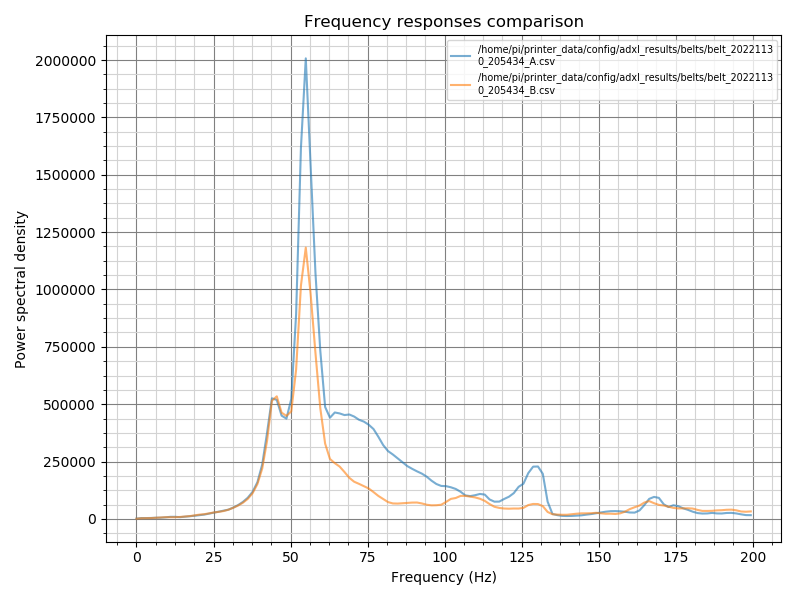 Frequency responses comparison
/home/pi/printer_data/config/adxl_results/belts/belt_2022113
0_205434_A.csv
/home/pi/printer_data/config/adxl_results/belts/belt_2022113
0_205434_B.csv
Power spectral density
2000000
1750000
1500000
1250000
1000000
750000
500000
250000
0
0 25 50 75 100 125 150 175 200
Frequency (Hz)